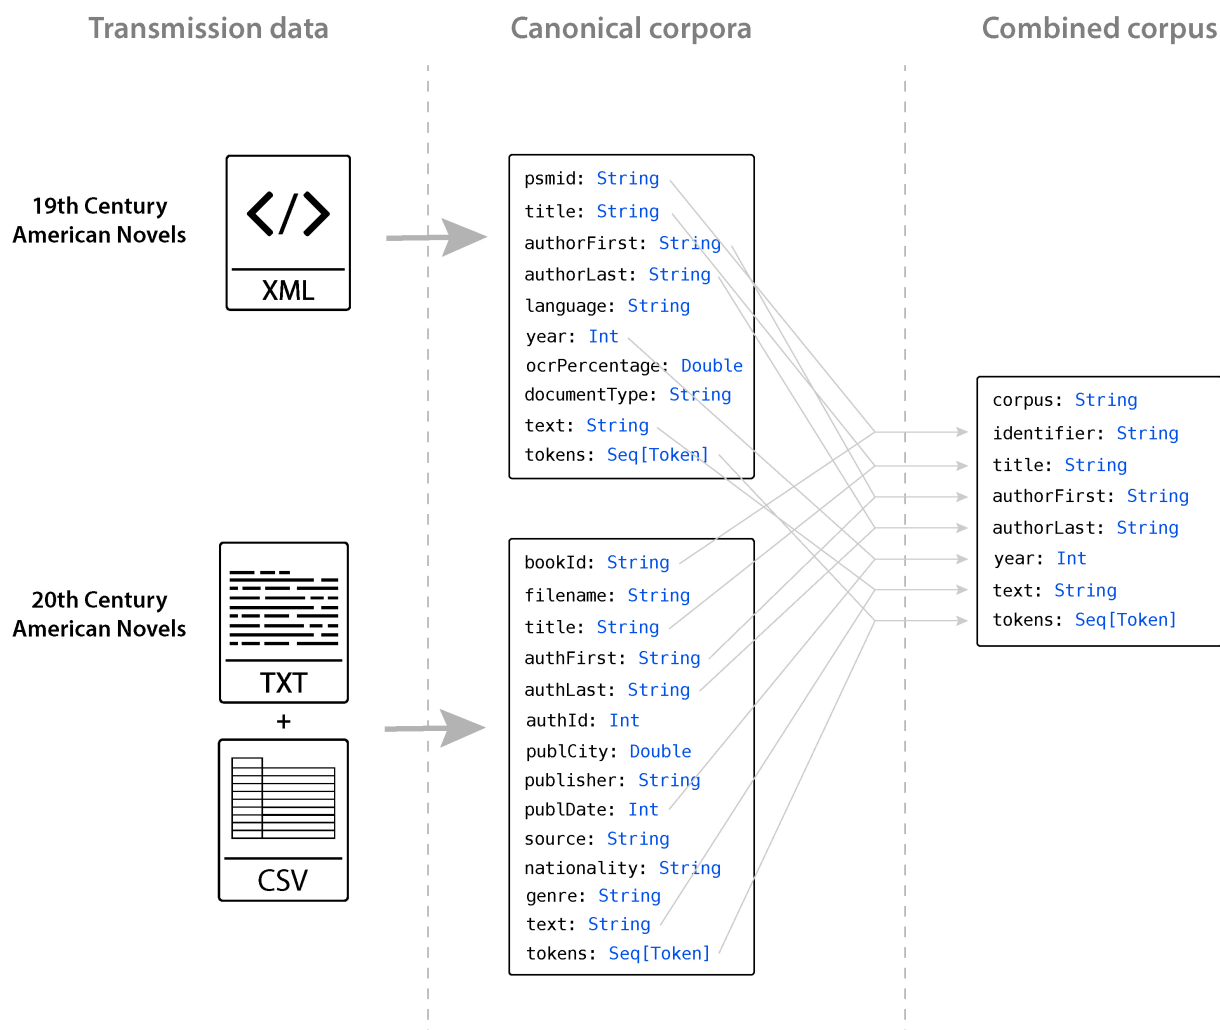 Transmission data
Canonical corpora
Combined corpus
19th Century
American Novels
</>
XML
psmid: String
title: String
authorFirst: String
authorLast: String
language: String
year: Int
ocrPercentage: Double
documentType: String
text: String
tokens: Seq[Token]
20th Century
American Novels
TXT
+
CSV
bookId: String
filename: String
title: String
authFirst: String
authLast: String
authId: Int
publCity: Double
publisher: String
publDate: Int
source: String
nationality: String
genre: String
text: String
tokens: Seq[Token]
corpus: String
identifier: String
title: String
authorFirst: String
authorLast: String
year: Int
text: String
tokens: Seq[Token]